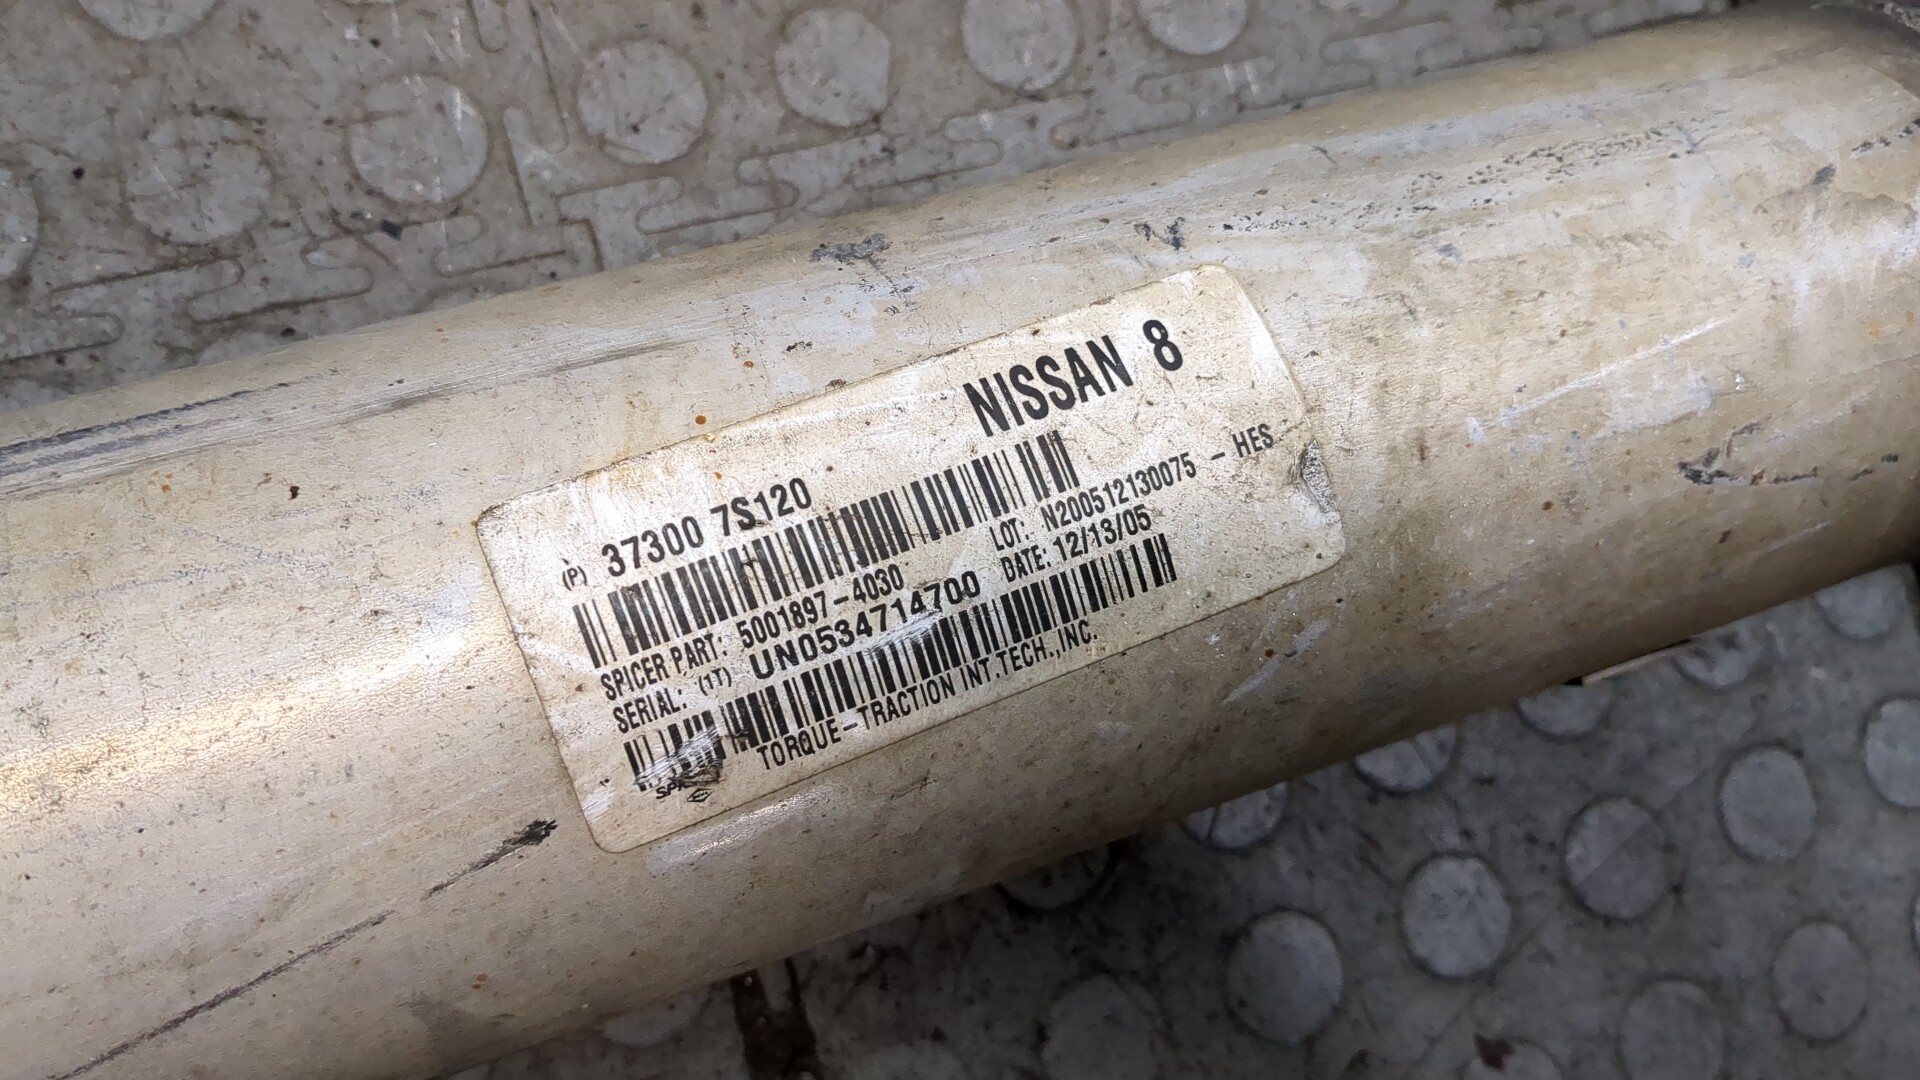 NISSAN 8
(P) 37300 7S120
SPICER PART: 5001897-4030
LOT: N200512130075 - HES
SERIAL: (1T) UN0534714700
DATE: 12/13/05
TORQUE-TRACTION INT.TECH.,INC.